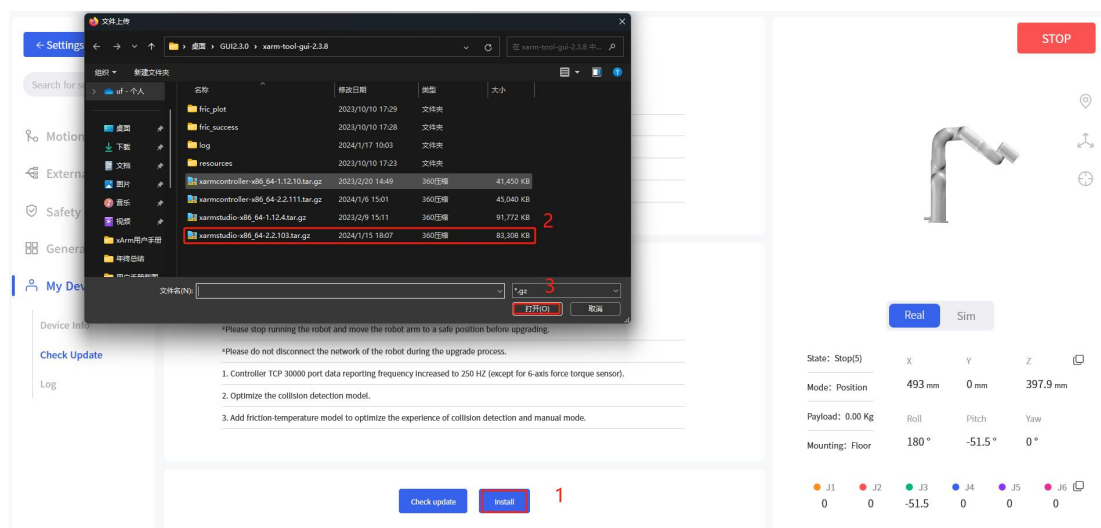 文件上传
← Settings
桌面 › GUI2.3.0 › xarm-tool-gui-2.3.8
在 xarm-tool-gui-2.3.8 中...
STOP
组织 新建文件夹
Search for s
uf - 个人
名称 修改日期 类型 大小
fric_plot 2023/10/10 17:29 文件夹
fric_success 2023/10/10 17:28 文件夹
log 2024/1/17 10:03 文件夹
resources 2023/10/10 17:23 文件夹
xarmcontroller-x86_64-1.12.10.tar.gz 2023/2/20 14:49 360压缩 41,450 KB
xarmcontroller-x86_64-2.2.111.tar.gz 2024/1/6 15:01 360压缩 45,040 KB
xarmstudio-x86_64-1.12.4.tar.gz 2023/2/9 15:11 360压缩 91,772 KB
xarmstudio-x86_64-2.2.103.tar.gz 2024/1/15 18:07 360压缩 83,308 KB
2
桌面
下载
文档
图片
音乐
视频
xArm用户手册
年终总结
Motion
Externa
Safety
Genera
My Dev
文件名(N):
*.gz
3
打开(O)
取消
Device Info
Check Update
Log
*Please stop running the robot and move the robot arm to a safe position before upgrading.
*Please do not disconnect the network of the robot during the upgrade process.
1. Controller TCP 30000 port data reporting frequency increased to 250 HZ (except for 6-axis force torque sensor).
2. Optimize the collision detection model.
3. Add friction-temperature model to optimize the experience of collision detection and manual mode.
Check update
Install
1
Real Sim
State: Stop(5) X Y Z
Mode: Position 493 mm 0 mm 397.9 mm
Payload: 0.00 Kg Roll Pitch Yaw
Mounting: Floor 180 ° -51.5 ° 0 °
J1 J2 J3 J4 J5 J6
0 0 -51.5 0 0 0